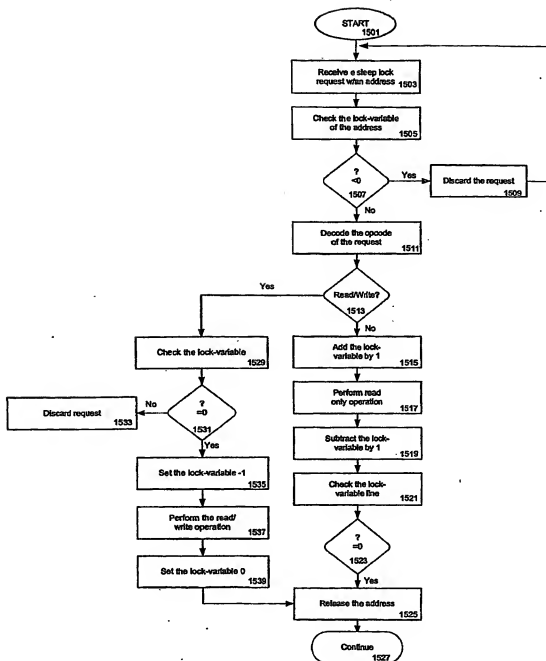 START
1501
Receive a sleep lock
request w/an address 1503
Check the lock-variable
of the address 1505
?
<0
1507
Yes
Discard the request
1509
No
Decode the opcode
of the request 1511
Read/Write?
1513
Yes
No
Check the lock-variable
1529
Add the lock-
variable by 1 1515
No
?
=0
1531
Discard request
1533
Perform read
only operation 1517
Yes
Subtract the lock-
variable by 1 1519
Set the lock-variable -1
1535
Check the lock-
variable line 1521
Perform the read/
write operation 1537
?
=0
1523
Set the lock-variable 0
1539
Yes
Release the address
1525
Continue
1527